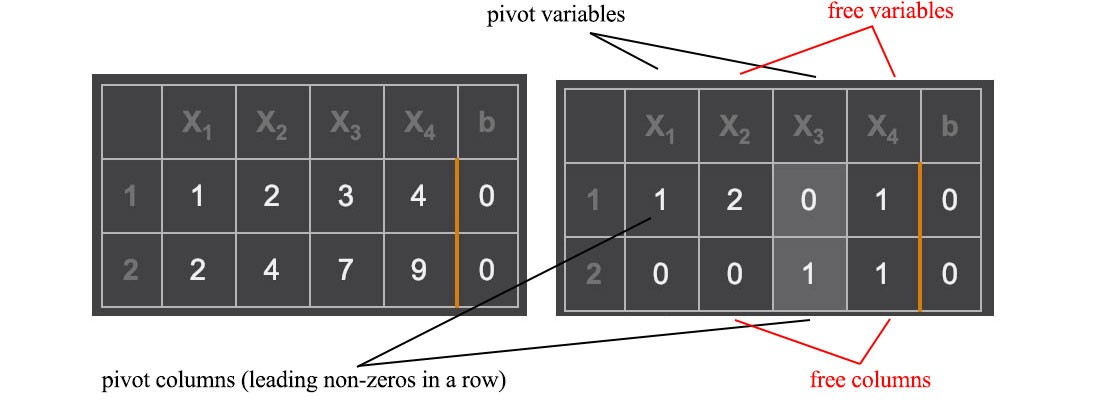 pivot variables
free variables
X1 X2 X3 X4 b
1 1 2 3 4 0
2 2 4 7 9 0
X1 X2 X3 X4 b
1 1 2 0 1 0
2 0 0 1 1 0
pivot columns (leading non-zeros in a row)
free columns